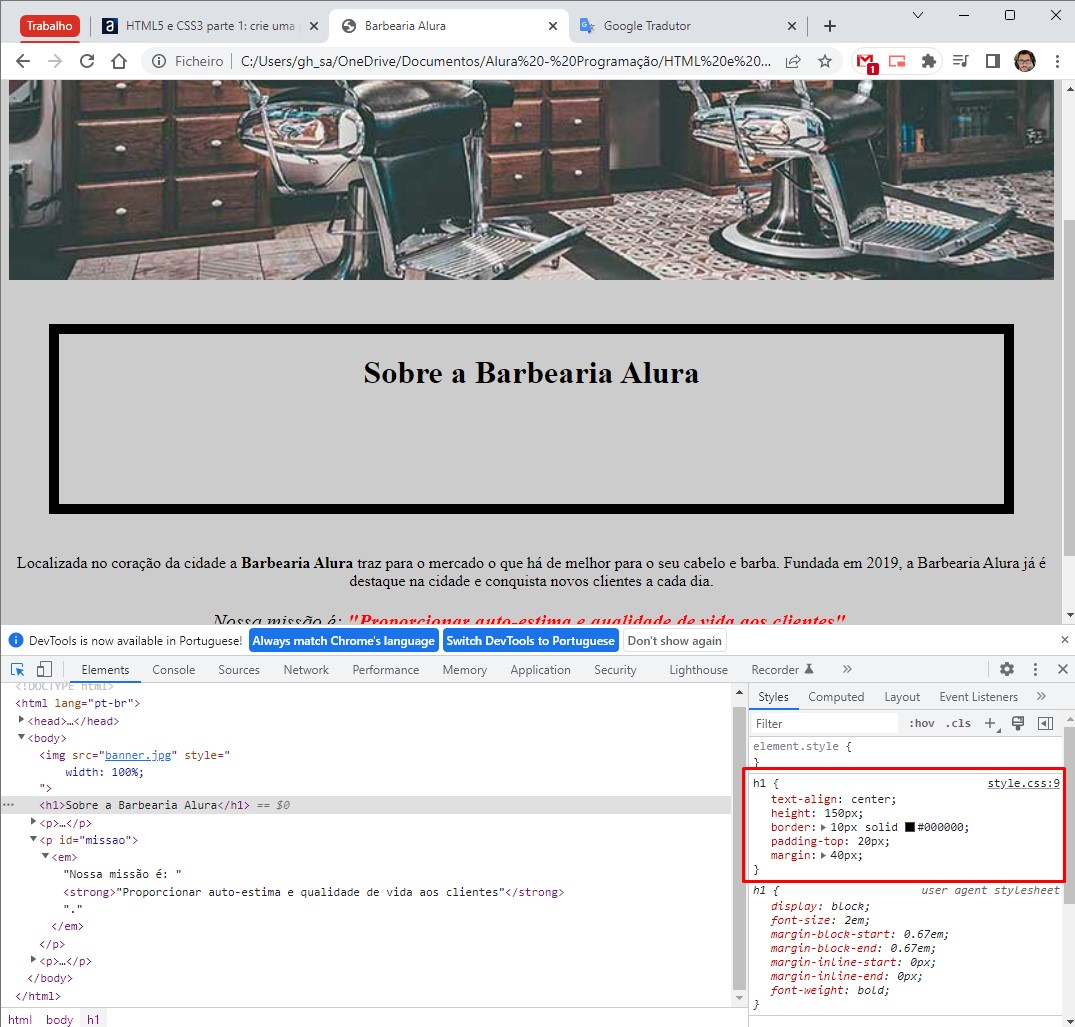 Trabalho
HTML5 e CSS3 parte 1: crie uma
Barbearia Alura
Google Tradutor
Ficheiro
C:/Users/gh_sa/OneDrive/Documentos/Alura%20-%20Programação/HTML%20e%20...
1
Sobre a Barbearia Alura
Localizada no coração da cidade a Barbearia Alura traz para o mercado o que há de melhor para o seu cabelo e barba. Fundada em 2019, a Barbearia Alura já é
destaque na cidade e conquista novos clientes a cada dia.
Nossa missão é: "Proporcionar auto-estima e qualidade de vida aos clientes"
DevTools is now available in Portuguese!
Always match Chrome's language
Switch DevTools to Portuguese
Don't show again
Elements
Console
Sources
Network
Performance
Memory
Application
Security
Lighthouse
Recorder
<!DOCTYPE html>
<html lang="pt-br">
<head>…</head>
<body>
<img src="banner.jpg" style="
width: 100%;
">
<h1>Sobre a Barbearia Alura</h1> == $0
<p>…</p>
<p id="missao">
<em>
"Nossa missão é: "
<strong>"Proporcionar auto-estima e qualidade de vida aos clientes"</strong>
"."
</em>
</p>
<p>…</p>
</body>
</html>
html body h1
Styles
Computed
Layout
Event Listeners
Filter
:hov .cls
element.style {
}
h1 {
style.css:9
text-align: center;
height: 150px;
border: 10px solid #000000;
padding-top: 20px;
margin: 40px;
}
h1 {
user agent stylesheet
display: block;
font-size: 2em;
margin-block-start: 0.67em;
margin-block-end: 0.67em;
margin-inline-start: 0px;
margin-inline-end: 0px;
font-weight: bold;
}